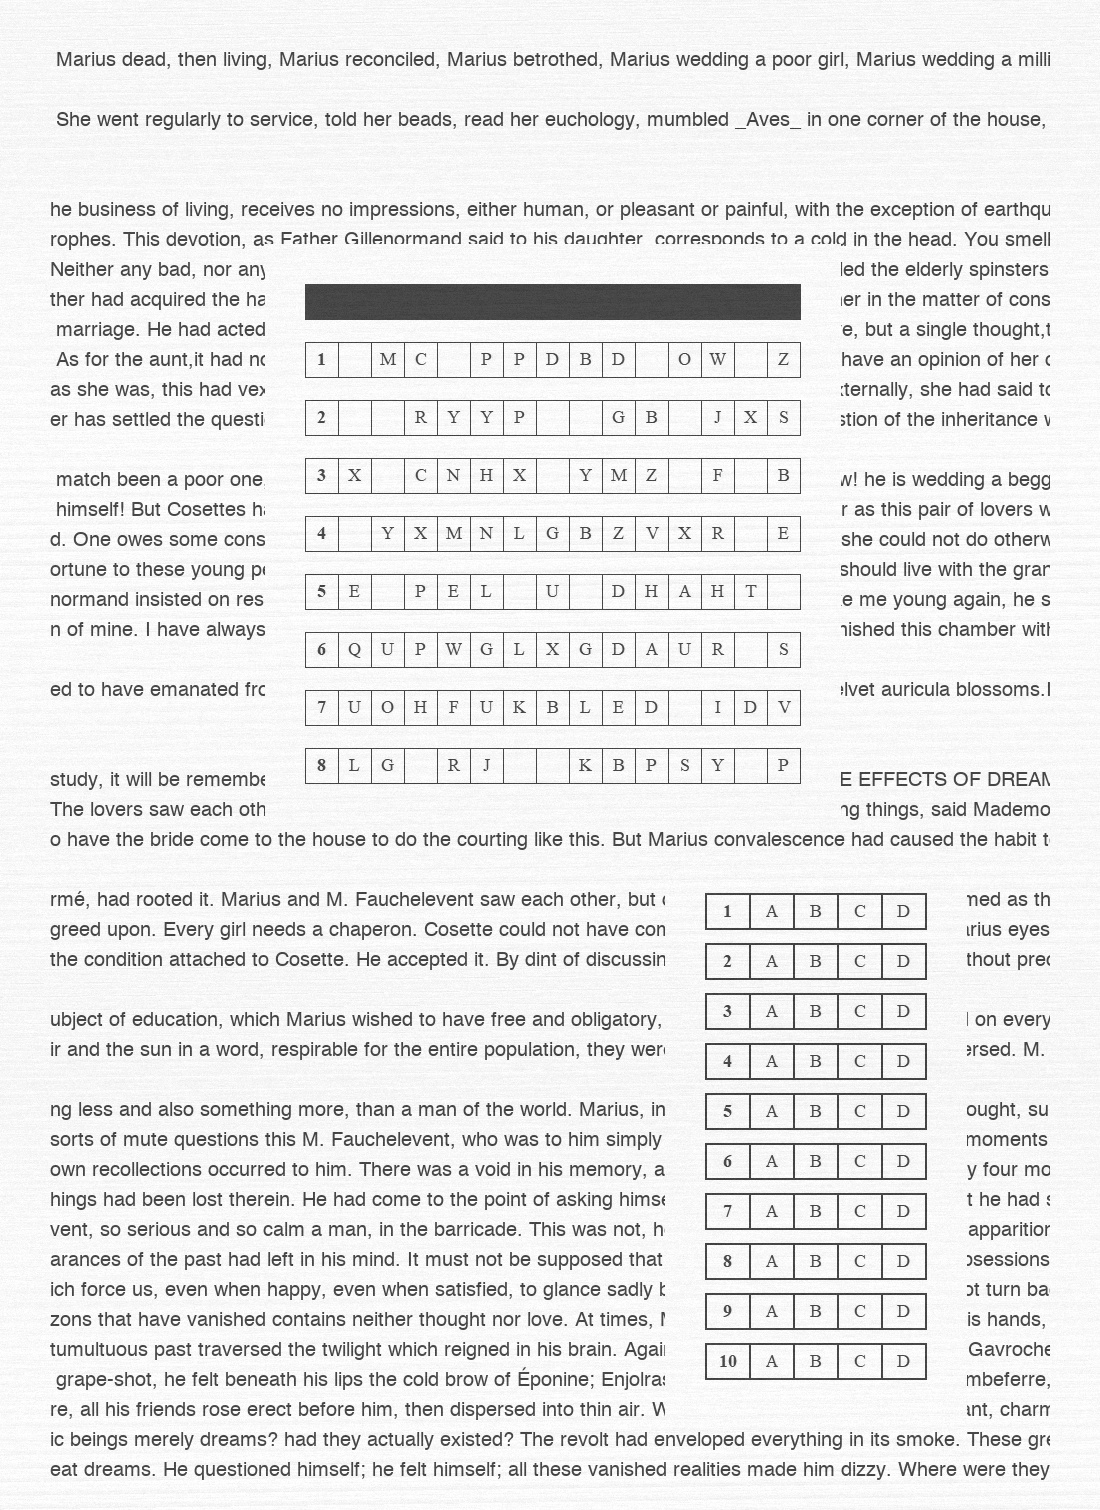 Marius dead, then living, Marius reconciled, Marius betrothed, Marius wedding a poor girl, Marius wedding a milli
She went regularly to service, told her beads, read her euchology, mumbled _Aves_ in one corner of the house,
he business of living, receives no impressions, either human, or pleasant or painful, with the exception of earthqu
rophes. This devotion, as Father Gillenormand said to his daughter, corresponds to a cold in the head. You smell
Neither any bad, nor any led the elderly spinsters
ther had acquired the ha er in the matter of cons
marriage. He had acted e, but a single thought,t
1 M C P P D B D O W Z
As for the aunt,it had no have an opinion of her
as she was, this had vex xternally, she had said to
er has settled the questi stion of the inheritance w
2 R Y Y P G B J X S
match been a poor one w! he is wedding a begg
3 X C N H X Y M Z F B
himself! But Cosettes ha r as this pair of lovers w
d. One owes some cons she could not do otherw
4 Y X M N L G B Z V X R E
ortune to these young pe should live with the gran
normand insisted on res e me young again, he s
5 E P E L U D H A H T
n of mine. I have always nished this chamber with
6 Q U P W G L X G D A U R S
ed to have emanated fro elvet auricula blossoms.I
7 U O H F U K B L E D I D V
study, it will be remembe E EFFECTS OF DREAM
8 L G R J K B P S Y P
The lovers saw each oth ng things, said Mademo
o have the bride come to the house to do the courting like this. But Marius convalescence had caused the habit t
rmé, had rooted it. Marius and M. Fauchelevent saw each other, but med as th
1 A B C D
greed upon. Every girl needs a chaperon. Cosette could not have com arius eyes
the condition attached to Cosette. He accepted it. By dint of discussin thout prec
2 A B C D
3 A B C D
ubject of education, which Marius wished to have free and obligatory, on every
ir and the sun in a word, respirable for the entire population, they were ersed. M.
4 A B C D
ng less and also something more, than a man of the world. Marius, in ought, su
5 A B C D
sorts of mute questions this M. Fauchelevent, who was to him simply moments
6 A B C D
own recollections occurred to him. There was a void in his memory, a y four mo
hings had been lost therein. He had come to the point of asking himse t he had s
7 A B C D
vent, so serious and so calm a man, in the barricade. This was not, h apparition
arances of the past had left in his mind. It must not be supposed that osessions
8 A B C D
ich force us, even when happy, even when satisfied, to glance sadly b ot turn ba
zons that have vanished contains neither thought nor love. At times, M is hands,
9 A B C D
tumultuous past traversed the twilight which reigned in his brain. Agai Gavroche
10 A B C D
grape-shot, he felt beneath his lips the cold brow of Éponine; Enjolras mbeferre,
re, all his friends rose erect before him, then dispersed into thin air. W ant, charm
ic beings merely dreams? had they actually existed? The revolt had enveloped everything in its smoke. These gre
eat dreams. He questioned himself; he felt himself; all these vanished realities made him dizzy. Where were they